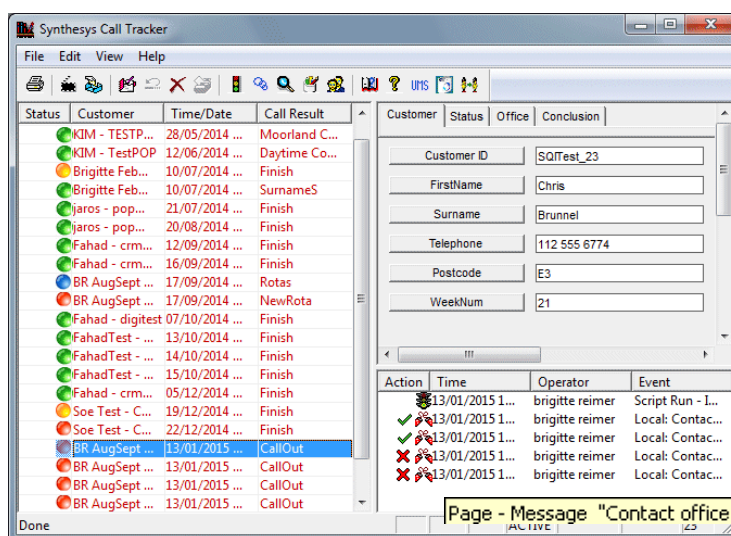 Synthesys Call Tracker
File Edit View Help
UMS
Status Customer Time/Date Call Result
KIM - TESTP... 28/05/2014 ... Moorland C...
KIM - TestPOP 12/06/2014 ... Daytime Co...
Brigitte Feb... 10/07/2014 ... Finish
Brigitte Feb... 10/07/2014 ... SurnameS
jaros - pop... 21/07/2014 ... Finish
jaros - pop... 20/08/2014 ... Finish
Fahad - crm... 12/09/2014 ... Finish
Fahad - crm... 16/09/2014 ... Finish
BR AugSept ... 17/09/2014 ... Rotas
BR AugSept ... 17/09/2014 ... NewRota
Fahad - digitest 07/10/2014 ... Finish
FahadTest - ... 13/10/2014 ... Finish
FahadTest - ... 14/10/2014 ... Finish
FahadTest - ... 15/10/2014 ... Finish
Fahad - crm... 05/12/2014 ... Finish
Soe Test - C... 19/12/2014 ... Finish
Soe Test - C... 22/12/2014 ... Finish
BR AugSept ... 13/01/2015 ... CallOut
BR AugSept ... 13/01/2015 ... CallOut
BR AugSept ... 13/01/2015 ... CallOut
BR AugSept ... 13/01/2015 ... CallOut
Customer Status Office Conclusion
Customer ID SQITest_23
FirstName Chris
Surname Brunnel
Telephone 112 555 6774
Postcode E3
WeekNum 21
Action Time Operator Event
13/01/2015 1... brigitte reimer Script Run - I...
13/01/2015 1... brigitte reimer Local: Contac...
13/01/2015 1... brigitte reimer Local: Contac...
13/01/2015 1... brigitte reimer Local: Contac...
13/01/2015 1... brigitte reimer Local: Contac...
Page - Message "Contact office
Done ACTIVE 23